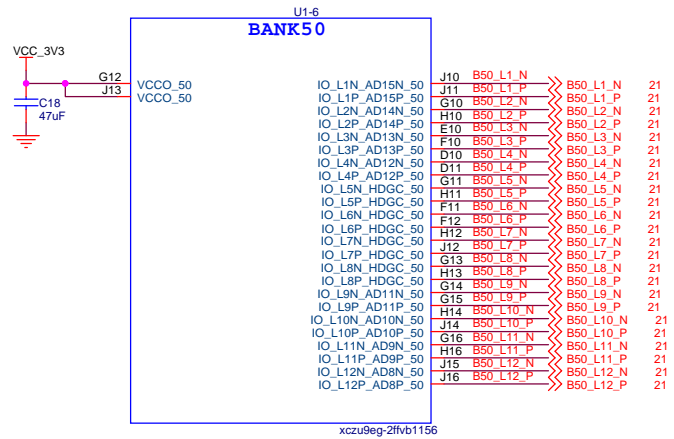 U1-6
BANK50
VCC_3V3
G12 VCCO_50
J13 VCCO_50
C18
47uF
IO_L1N_AD15N_50 J10 B50_L1_N B50_L1_N 21
IO_L1P_AD15P_50 J11 B50_L1_P B50_L1_P 21
IO_L2N_AD14N_50 G10 B50_L2_N B50_L2_N 21
IO_L2P_AD14P_50 H10 B50_L2_P B50_L2_P 21
IO_L3N_AD13N_50 E10 B50_L3_N B50_L3_N 21
IO_L3P_AD13P_50 F10 B50_L3_P B50_L3_P 21
IO_L4N_AD12N_50 D10 B50_L4_N B50_L4_N 21
IO_L4P_AD12P_50 D11 B50_L4_P B50_L4_P 21
IO_L5N_HDGC_50 G11 B50_L5_N B50_L5_N 21
IO_L5P_HDGC_50 H11 B50_L5_P B50_L5_P 21
IO_L6N_HDGC_50 F11 B50_L6_N B50_L6_N 21
IO_L6P_HDGC_50 F12 B50_L6_P B50_L6_P 21
IO_L7N_HDGC_50 H12 B50_L7_N B50_L7_N 21
IO_L7P_HDGC_50 J12 B50_L7_P B50_L7_P 21
IO_L8N_HDGC_50 G13 B50_L8_N B50_L8_N 21
IO_L8P_HDGC_50 H13 B50_L8_P B50_L8_P 21
IO_L9N_AD11N_50 G14 B50_L9_N B50_L9_N 21
IO_L9P_AD11P_50 G15 B50_L9_P B50_L9_P 21
IO_L10N_AD10N_50 H14 B50_L10_N B50_L10_N 21
IO_L10P_AD10P_50 J14 B50_L10_P B50_L10_P 21
IO_L11N_AD9N_50 G16 B50_L11_N B50_L11_N 21
IO_L11P_AD9P_50 H16 B50_L11_P B50_L11_P 21
IO_L12N_AD8N_50 J15 B50_L12_N B50_L12_N 21
IO_L12P_AD8P_50 J16 B50_L12_P B50_L12_P 21
xczu9eg-2ffvb1156